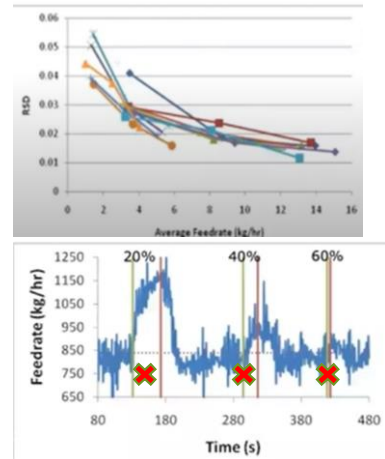 0.06
0.05
0.04
0.03
0.02
0.01
0
RSD
0 2 4 6 8 10 12 14 16
Average Feedrate (kg/hr)
1250
1150
1050
950
850
750
650
Feedrate (kg/hr)
20% 40% 60%
80 180 280 380 480
Time (s)